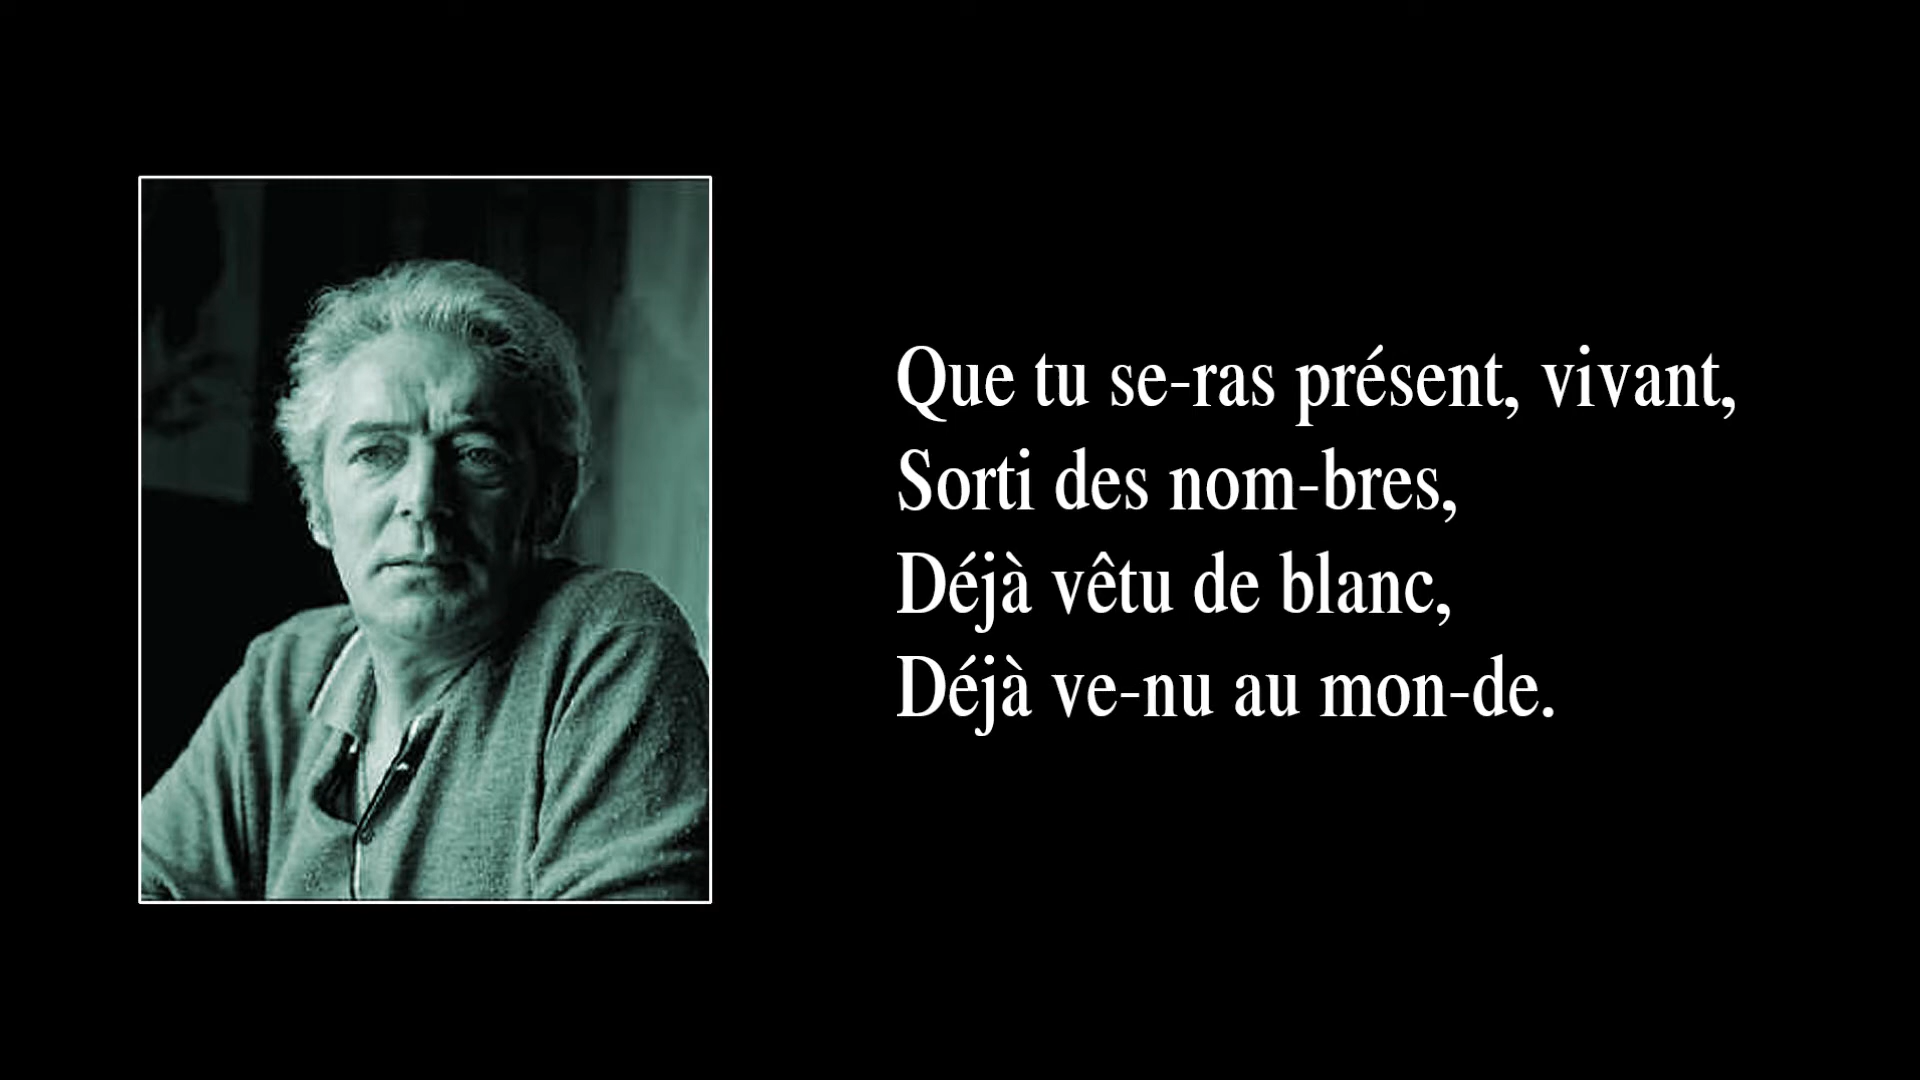 Que tu se-ras présent, vivant,
Sorti des nom-bres,
Déjà vêtu de blanc,
Déjà ve-nu au mon-de.